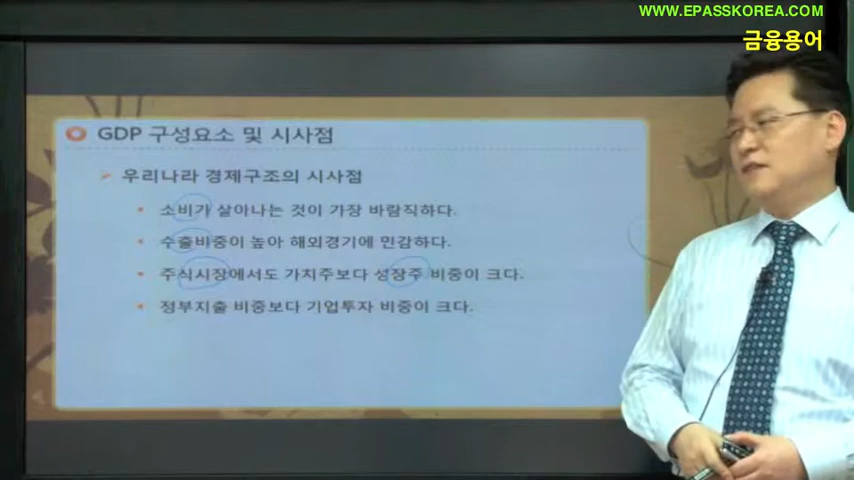 WWW.EPASSKOREA.COM
금융용어
GDP 구성요소 및 시사점
우리나라 경제구조의 시사점
소비가 살아나는 것이 가장 바람직하다.
수출비중이 높아 해외경기에 민감하다.
주식시장에서도 가치주보다 성장주 비중이 크다.
정부지출 비중보다 기업투자 비중이 크다.